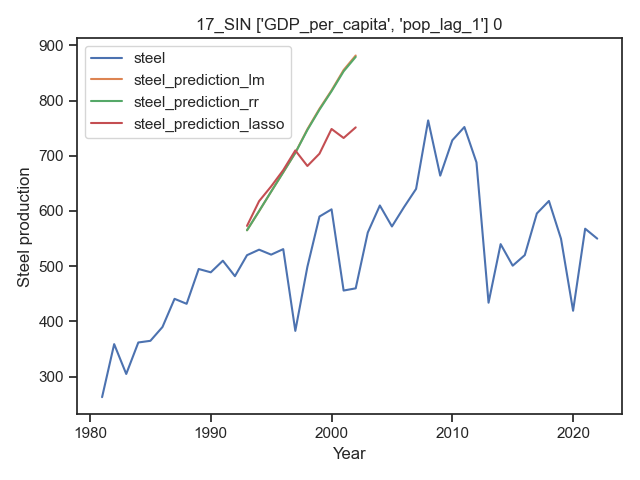 17_SIN ['GDP_per_capita', 'pop_lag_1'] 0
900
800
700
600
500
400
300
Steel production
steel
steel_prediction_lm
steel_prediction_rr
steel_prediction_lasso
1980
1990
2000
2010
2020
Year